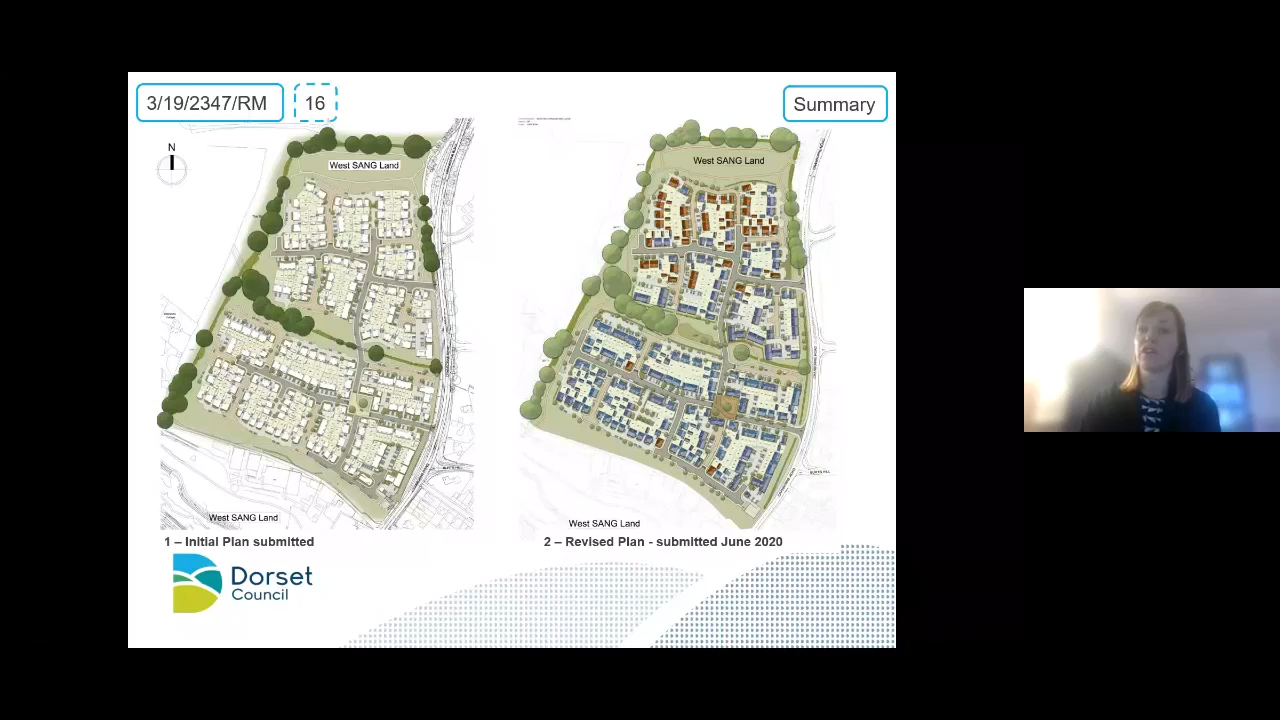 3/19/2347/RM
16
Summary
N
West SANG Land
West SANG Land
West SANG Land
West SANG Land
1 – Initial Plan submitted
2 – Revised Plan - submitted June 2020
Dorset
Council